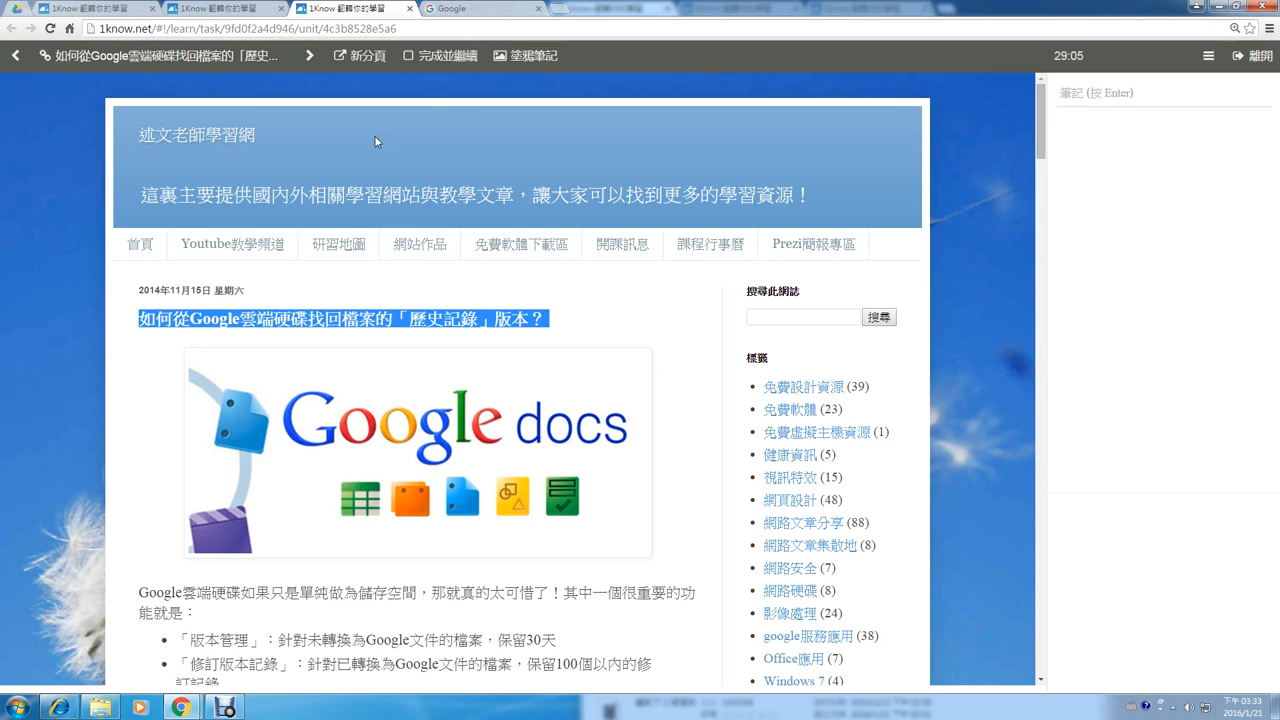 1Know 翻轉你的學習
1Know 翻轉你的學習
1Know 翻轉你的學習
Google
1know.net/#!/learn/task/9fd0f2a4d946/unit/4c3b8528e5a6
如何從Google雲端硬碟找回檔案的「歷史...
新分頁
完成並繼續
塗鴉筆記
29:05
離開
述文老師學習網
這裏主要提供國內外相關學習網站與教學文章，讓大家可以找到更多的學習資源！
首頁
Youtube教學頻道
研習地圖
網站作品
免費軟體下載區
開課訊息
課程行事曆
Prezi簡報專區
2014年11月15日 星期六
如何從Google雲端硬碟找回檔案的「歷史記錄」版本？
Google docs
Google雲端硬碟如果只是單純做為儲存空間，那就真的太可惜了！其中一個很重要的功
能就是：
「版本管理」：針對未轉換為Google文件的檔案，保留30天
「修訂版本記錄」：針對已轉換為Google文件的檔案，保留100個以內的修
訂記錄
搜尋此網誌
搜尋
標籤
免費設計資源 (39)
免費軟體 (23)
免費虛擬主機資源 (1)
健康資訊 (5)
視訊特效 (15)
網頁設計 (48)
網路文章分享 (88)
網路文章集散地 (8)
網路安全 (7)
網路硬碟 (8)
影像處理 (24)
google服務應用 (38)
Office應用 (7)
Windows 7 (4)
筆記 (按 Enter)
下午 03:33
2016/1/21